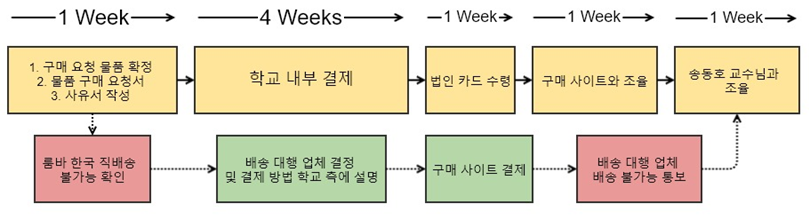 1 Week
4 Weeks
1 Week
1 Week
1 Week
1. 구매 요청 물품 확정
2. 물품 구매 요청서
3. 사유서 작성
학교 내부 결제
법인 카드 수령
구매 사이트와 조율
송동호 교수님과
조율
룸바 한국 직배송
불가능 확인
배송 대행 업체 결정
및 결제 방법 학교 측에 설명
구매 사이트 결제
배송 대행 업체
배송 불가능 통보